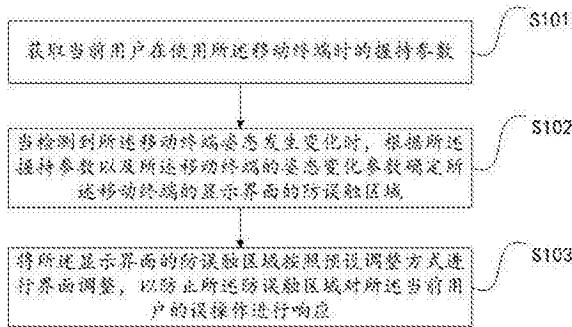 S101
获取当前用户在使用所述移动终端时的握持参数
S102
当检测到所述移动终端姿态发生变化时，根据所述
握持参数以及所述移动终端的姿态变化参数确定所
述移动终端的显示界面的防误触区域
S103
将所述显示界面的防误触区域按照预设调整方式进
行界面调整，以防止所述防误触区域对所述当前用
户的误操作进行响应